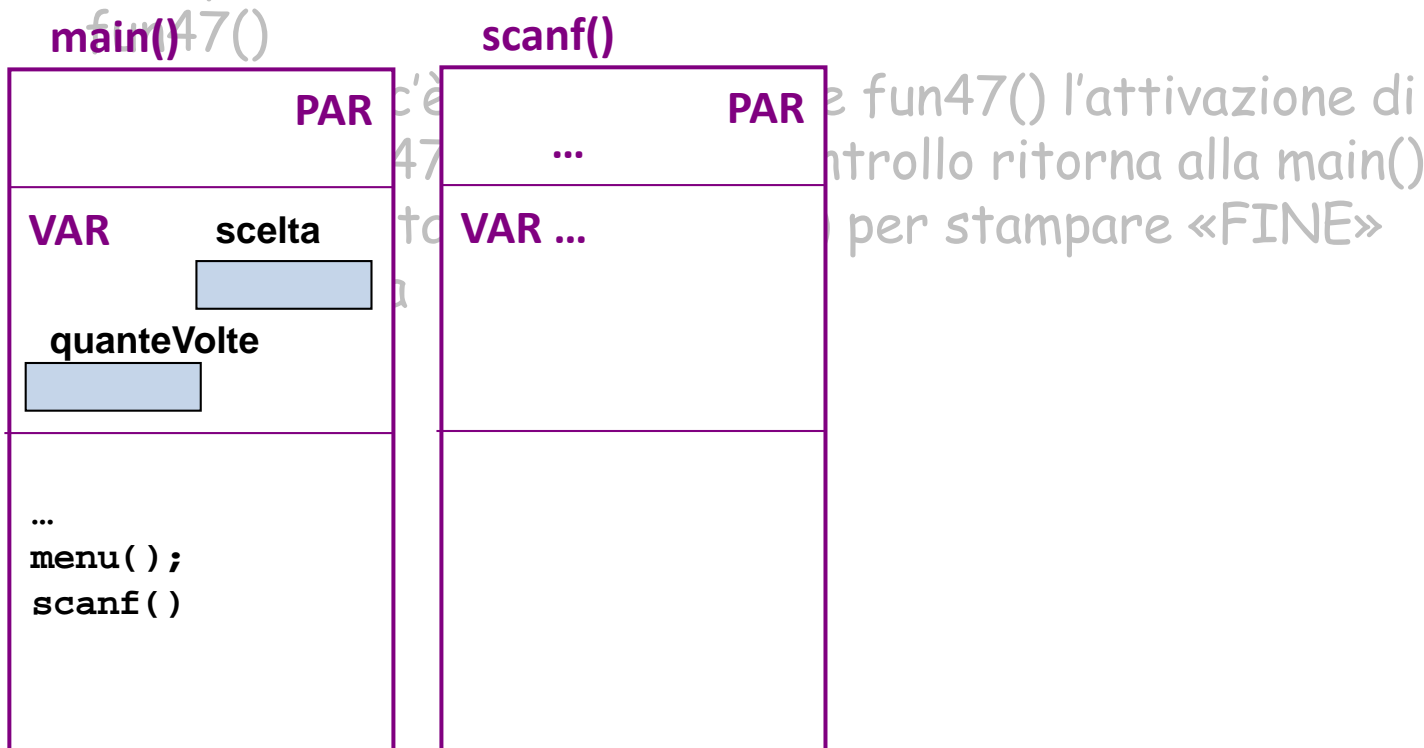 fun47()
main()
scanf()
PAR
c'è
PAR
e fun47() l'attivazione di
47
…
ntrollo ritorna alla main()
VAR scelta
VAR …
) per stampare «FINE»
quanteVolte
…
menu();
scanf()